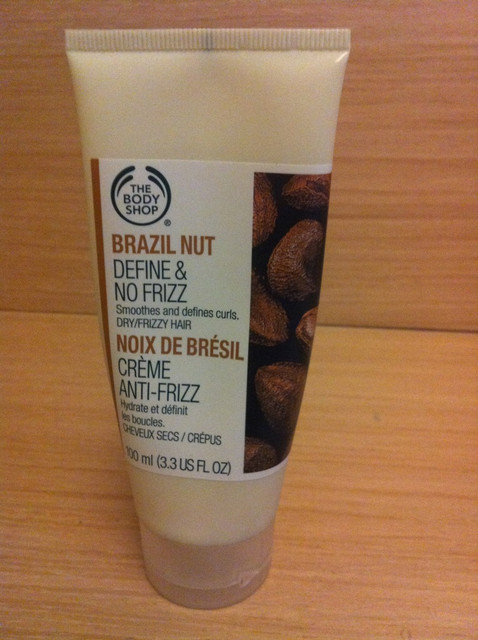 THE
BODY
SHOP
®
BRAZIL NUT
DEFINE &
NO FRIZZ
Smoothes and defines curls.
DRY/FRIZZY HAIR
NOIX DE BRÉSIL
CRÈME
ANTI-FRIZZ
Hydrate et définit
les boucles.
CHEVEUX SECS / CRÉPUS
100 ml (3.3 US FL OZ)